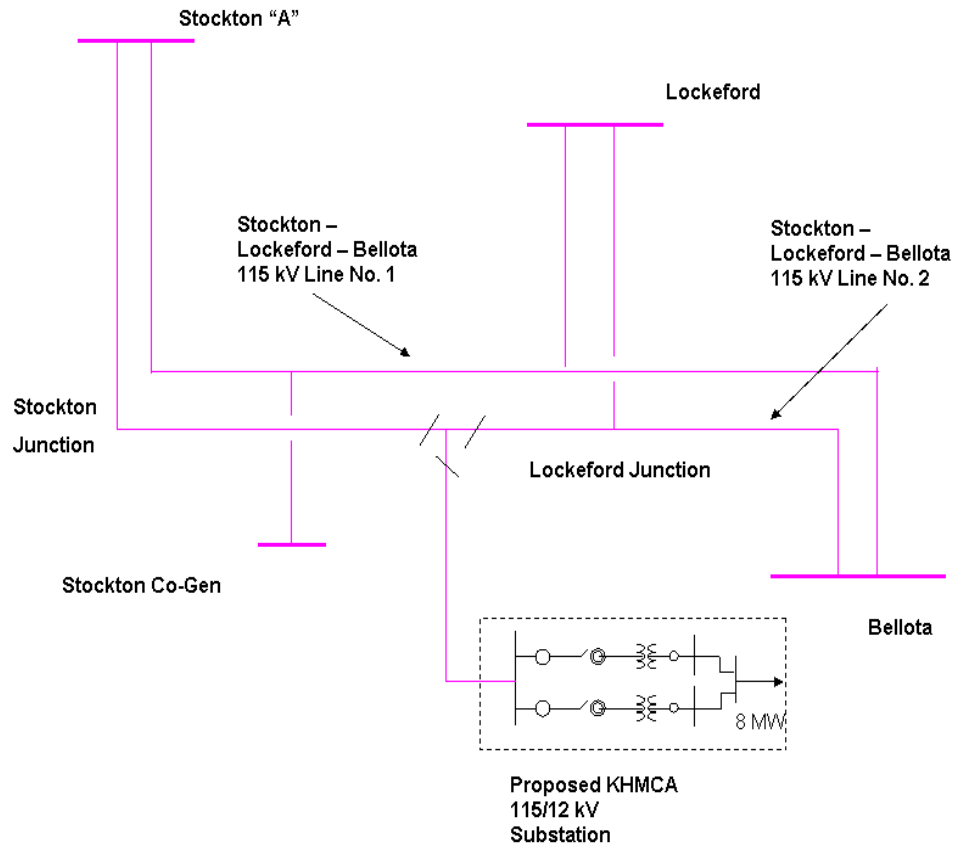 Stockton “A”
Lockeford
Stockton –
Lockeford – Bellota
115 kV Line No. 1
Stockton –
Lockeford – Bellota
115 kV Line No. 2
Stockton
Junction
Lockeford Junction
Stockton Co-Gen
Bellota
8 MW
Proposed KHMCA
115/12 kV
Substation